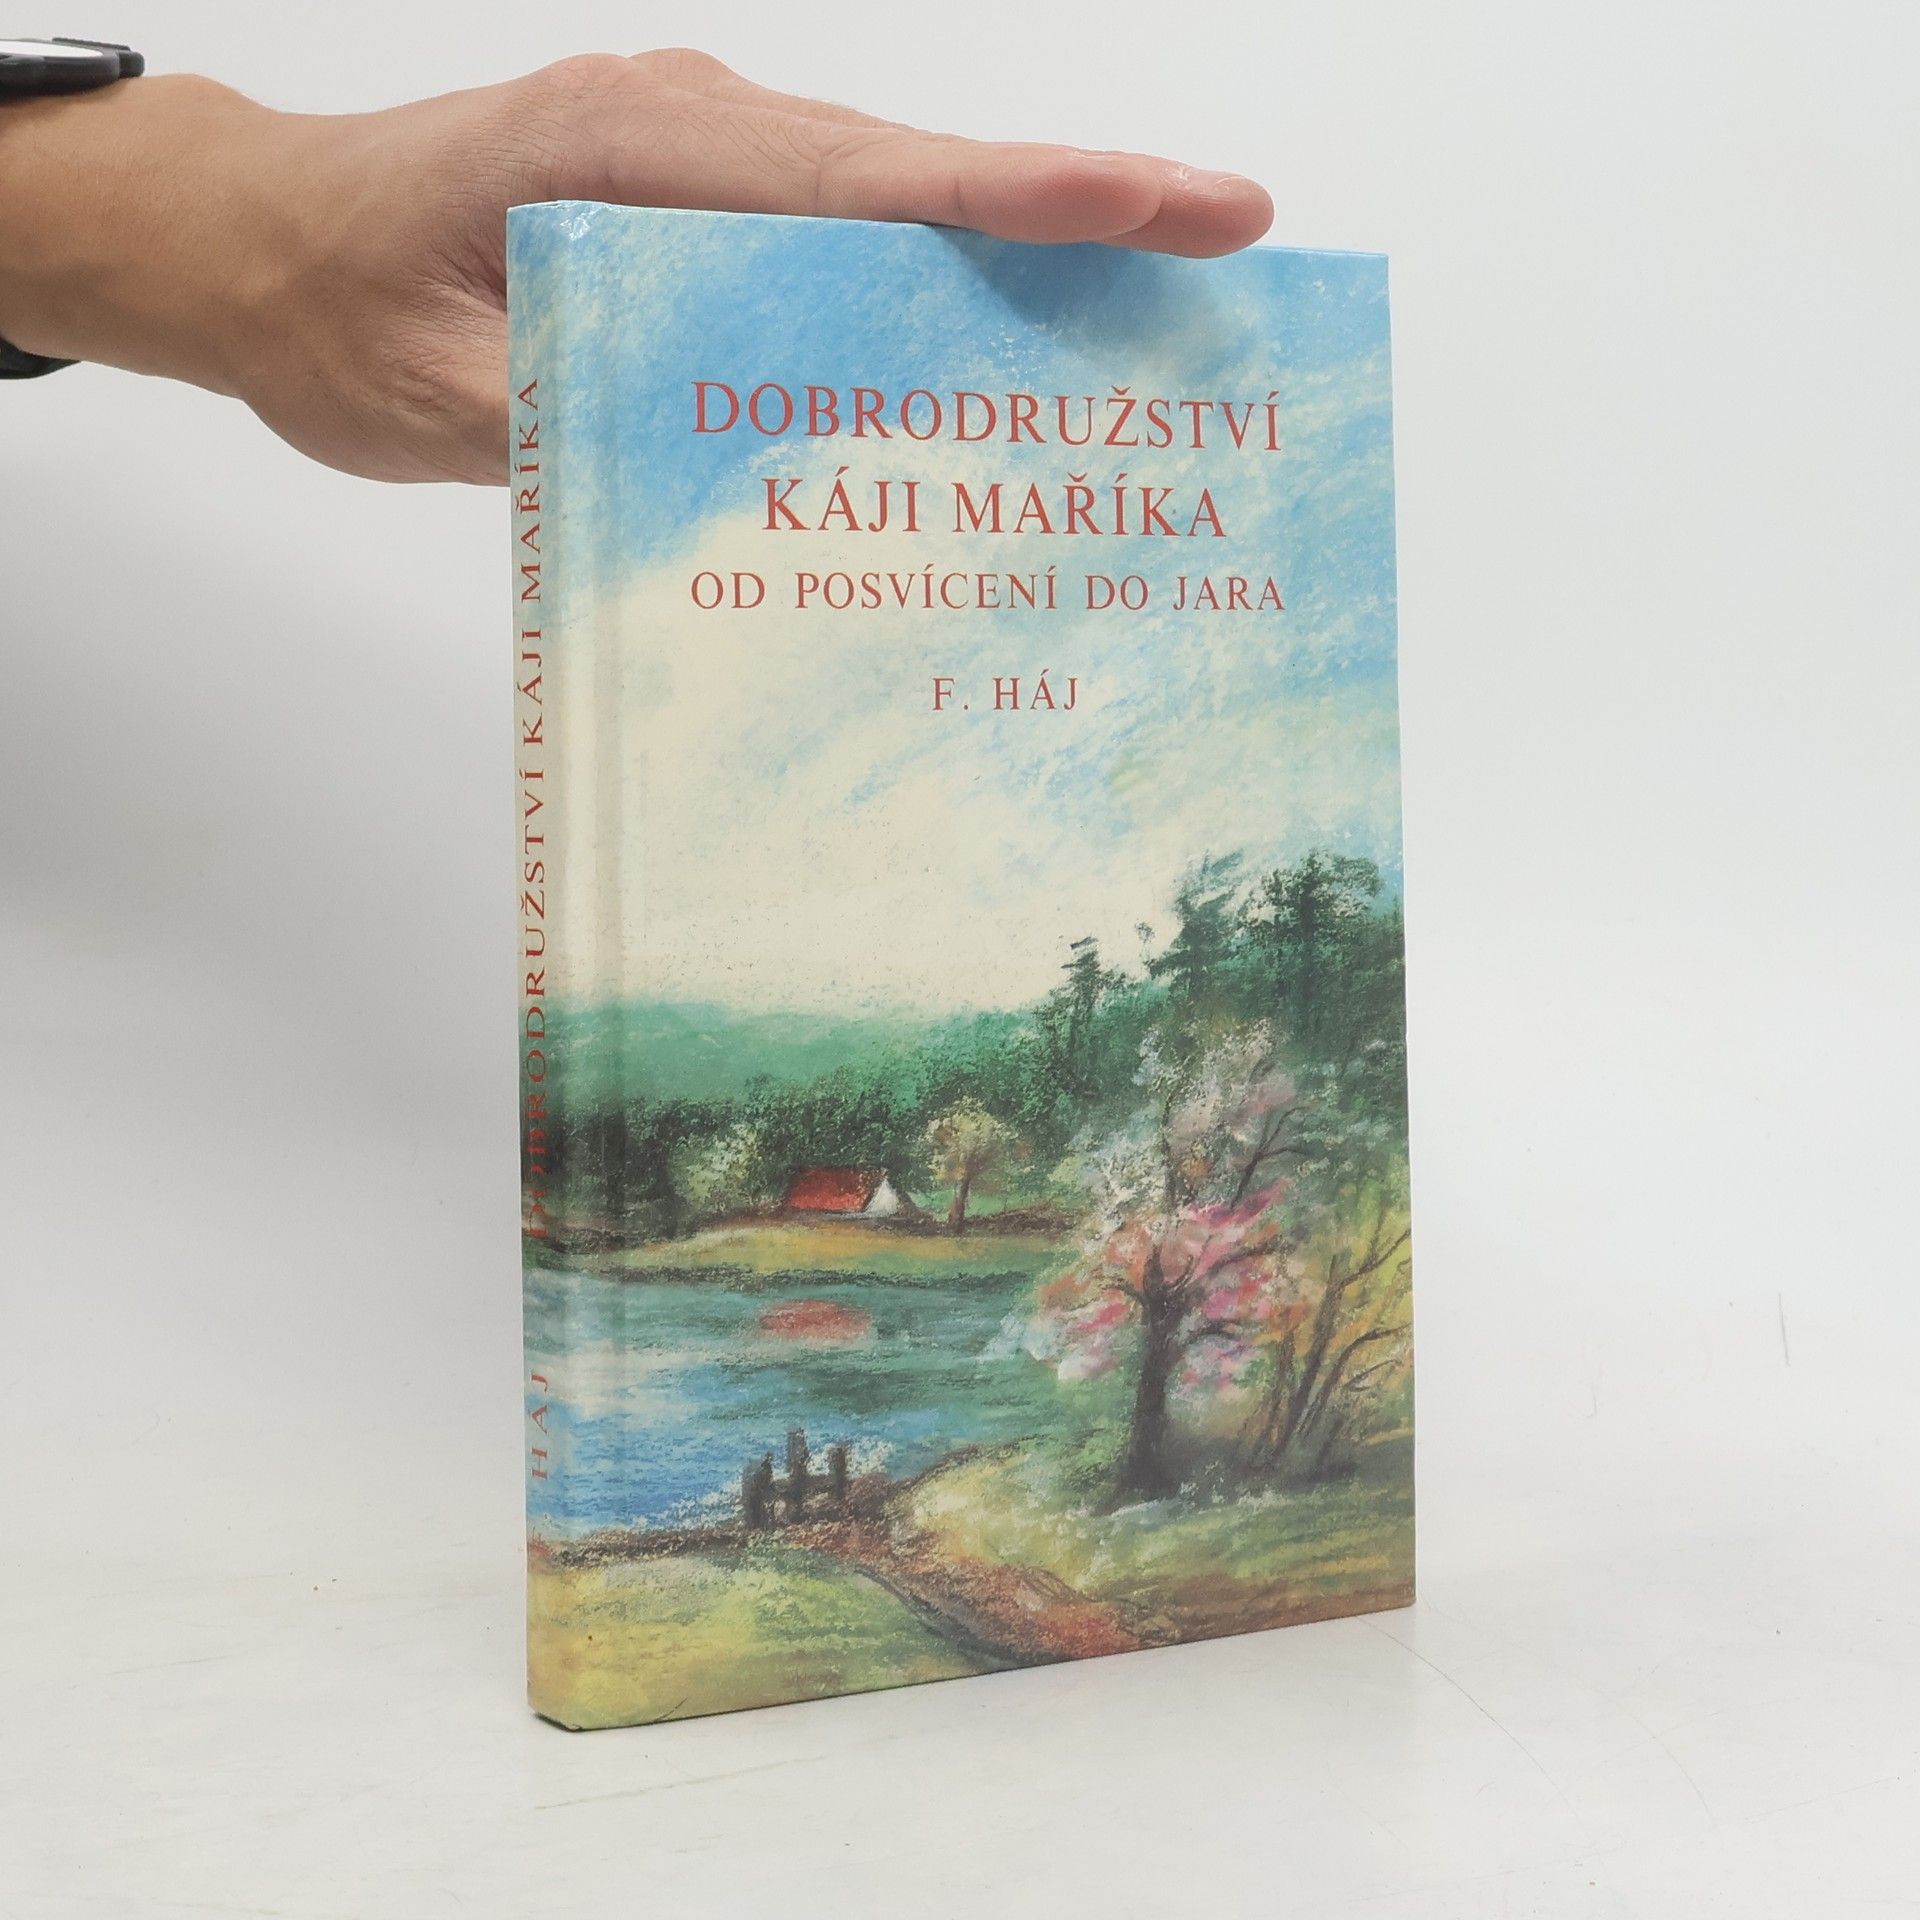 DOBRODRUŽSTVÍ
KÁJI MAŘÍKA
OD POSVÍCENÍ DO JARA
F. HÁJ
F. HÁJ DOBRODRUŽSTVÍ KÁJI MAŘÍKA